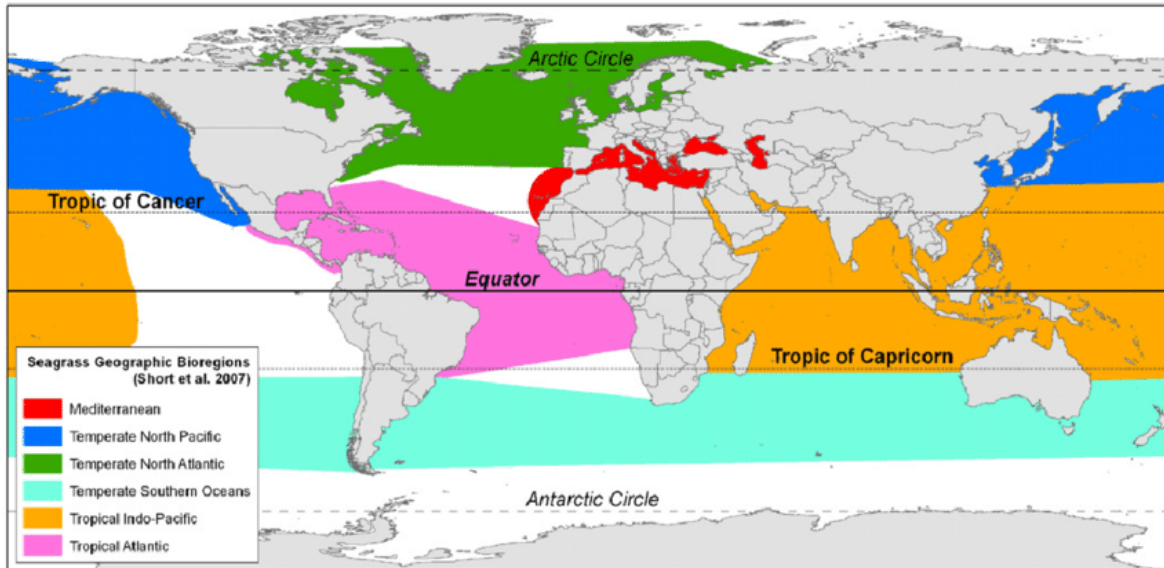 Arctic Circle
Tropic of Cancer
Equator
Tropic of Capricorn
Seagrass Geographic Bioregions
(Short et al. 2007)
Mediterranean
Temperate North Pacific
Temperate North Atlantic
Temperate Southern Oceans
Tropical Indo-Pacific
Tropical Atlantic
Antarctic Circle